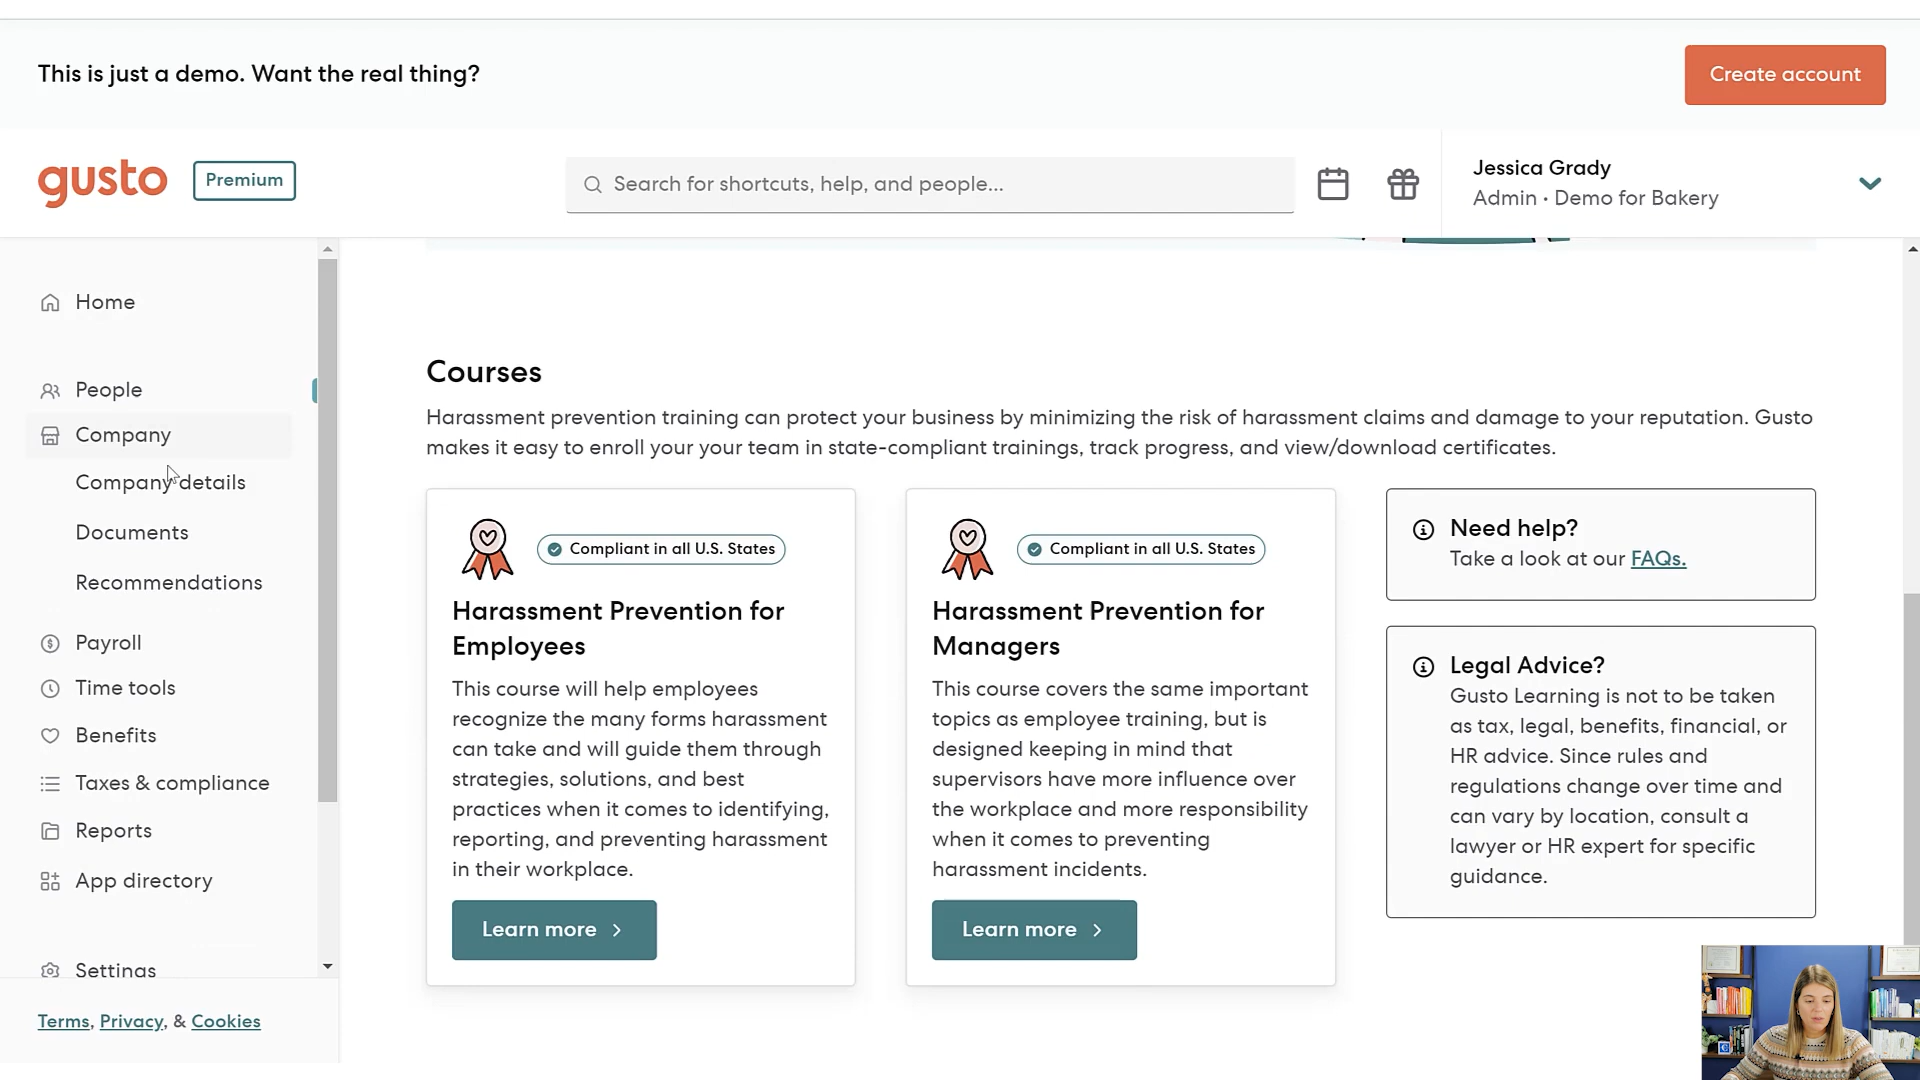 This is just a demo. Want the real thing?
Create account
gusto
Premium
Search for shortcuts, help, and people...
Jessica Grady
Admin • Demo for Bakery
Home
People
Company
Company details
Documents
Recommendations
Payroll
Time tools
Benefits
Taxes & compliance
Reports
App directory
Settings
Terms, Privacy, & Cookies
Courses
Harassment prevention training can protect your business by minimizing the risk of harassment claims and damage to your reputation. Gusto
makes it easy to enroll your your team in state-compliant trainings, track progress, and view/download certificates.
Compliant in all U.S. States
Harassment Prevention for
Employees
This course will help employees
recognize the many forms harassment
can take and will guide them through
strategies, solutions, and best
practices when it comes to identifying,
reporting, and preventing harassment
in their workplace.
Learn more
Compliant in all U.S. States
Harassment Prevention for
Managers
This course covers the same important
topics as employee training, but is
designed keeping in mind that
supervisors have more influence over
the workplace and more responsibility
when it comes to preventing
harassment incidents.
Learn more
Need help?
Take a look at our FAQs.
Legal Advice?
Gusto Learning is not to be taken
as tax, legal, benefits, financial, or
HR advice. Since rules and
regulations change over time and
can vary by location, consult a
lawyer or HR expert for specific
guidance.